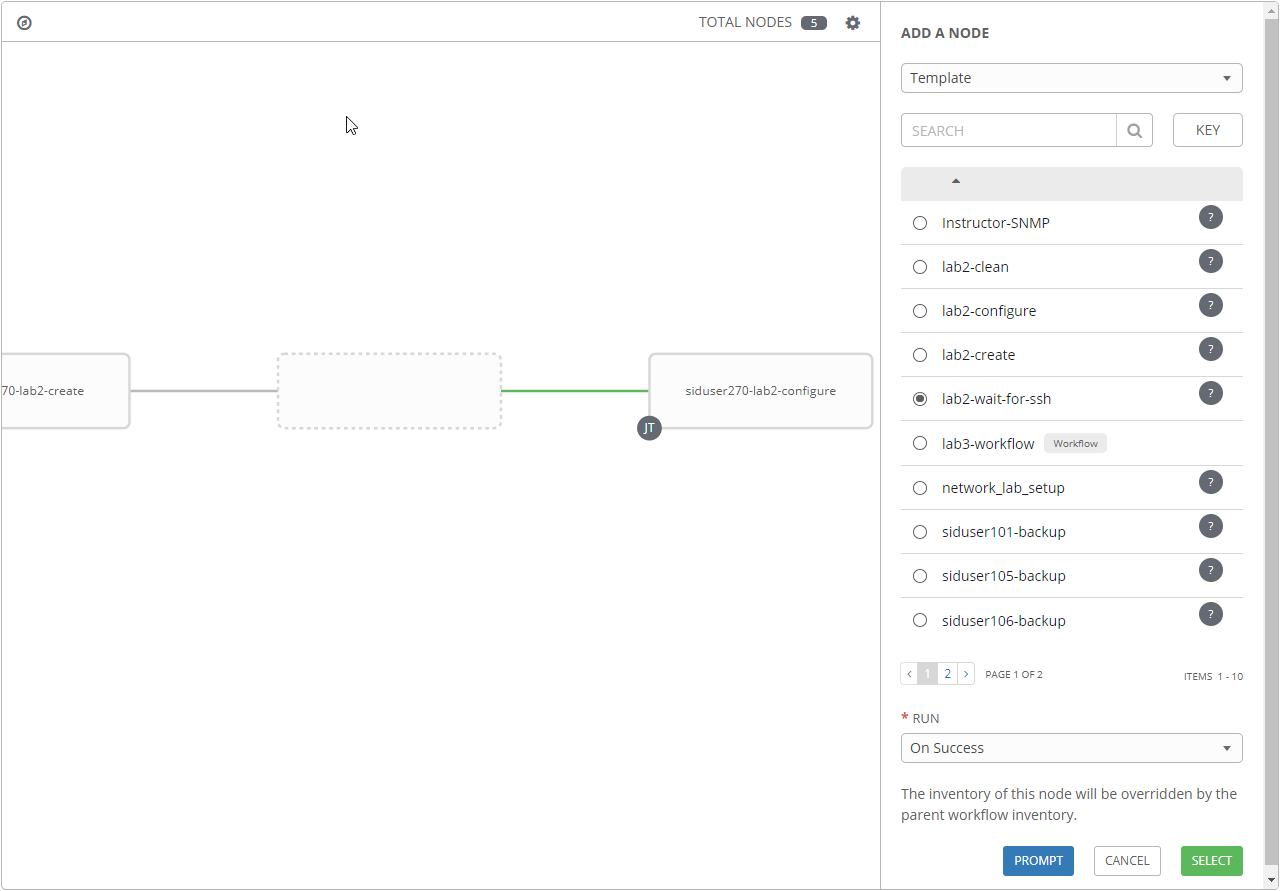 TOTAL NODES 5
ADD A NODE
Template
SEARCH
KEY
Instructor-SNMP ?
lab2-clean ?
lab2-configure ?
lab2-create ?
lab2-wait-for-ssh ?
lab3-workflow Workflow
network_lab_setup ?
siduser101-backup ?
siduser105-backup ?
siduser106-backup ?
< 1 2 > PAGE 1 OF 2
ITEMS 1 - 10
* RUN
On Success
The inventory of this node will be overridden by the
parent workflow inventory.
PROMPT CANCEL SELECT
70-lab2-create
siduser270-lab2-configure
JT